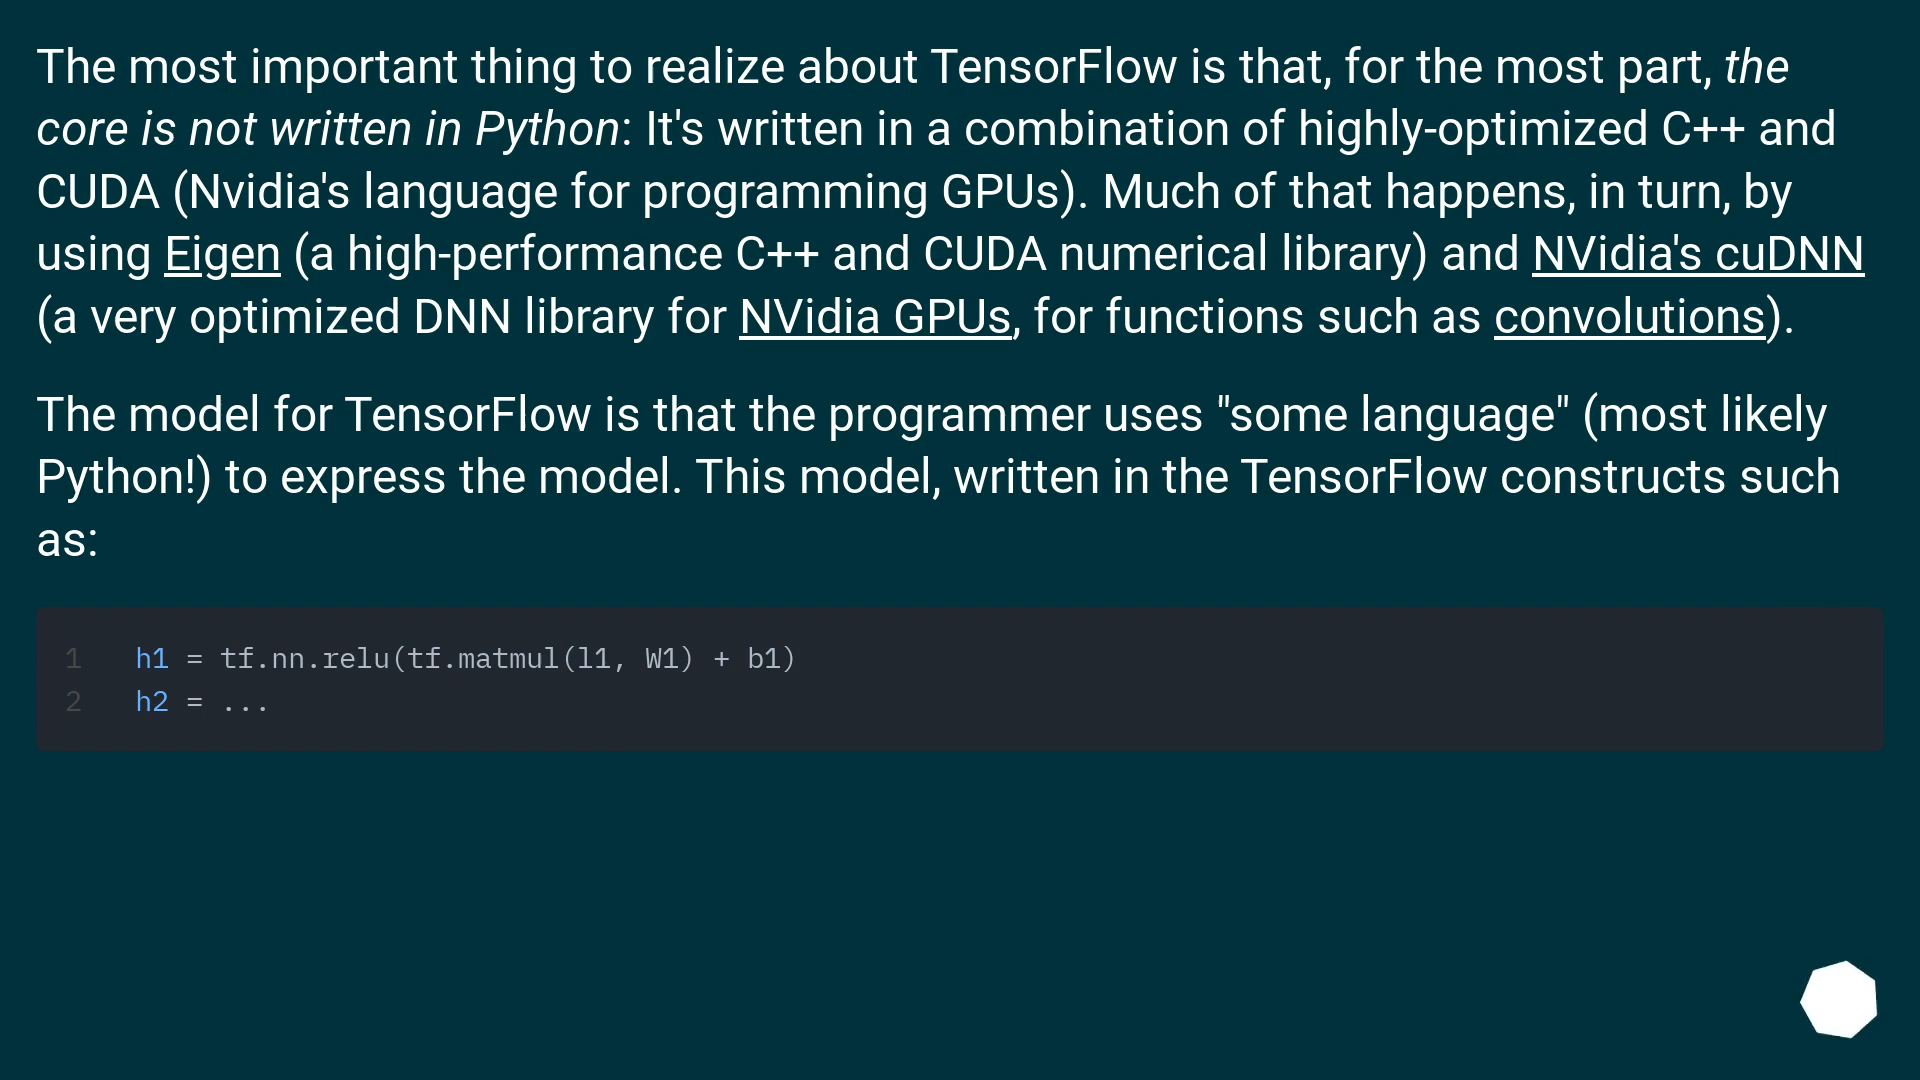 The most important thing to realize about TensorFlow is that, for the most part, the
core is not written in Python: It's written in a combination of highly-optimized C++ and
CUDA (Nvidia's language for programming GPUs). Much of that happens, in turn, by
using Eigen (a high-performance C++ and CUDA numerical library) and NVidia's cuDNN
(a very optimized DNN library for NVidia GPUs, for functions such as convolutions).
The model for TensorFlow is that the programmer uses "some language" (most likely
Python!) to express the model. This model, written in the TensorFlow constructs such
as:
1 h1 = tf.nn.relu(tf.matmul(l1, W1) + b1)
2 h2 = ...